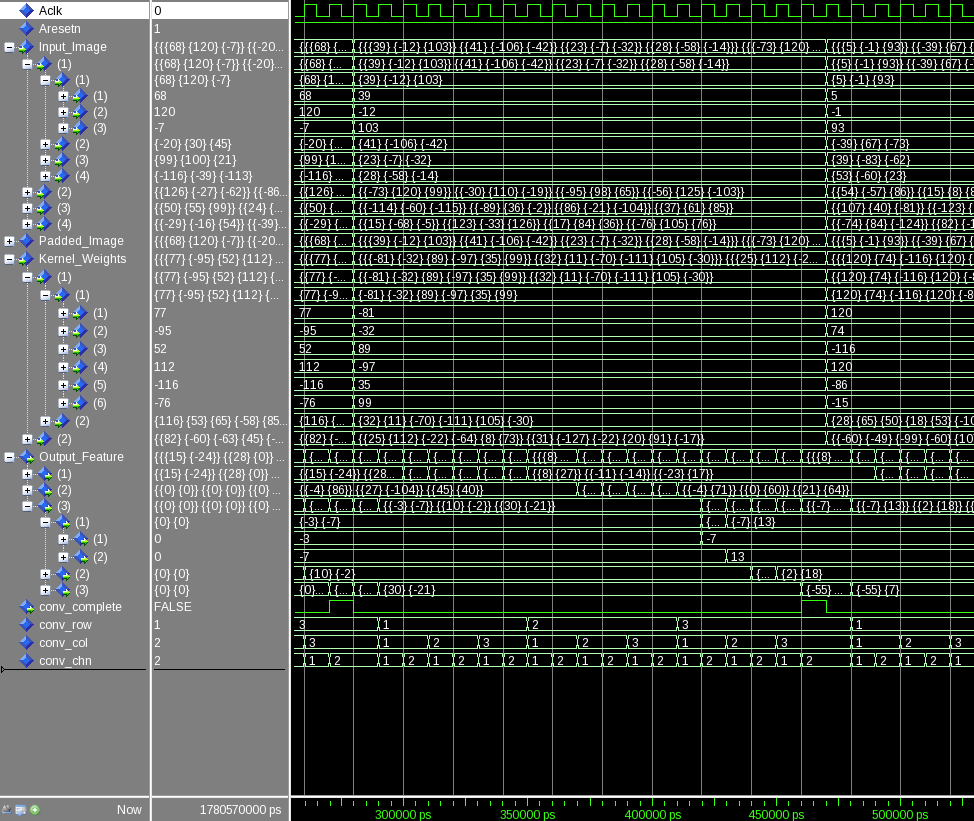 Aclk 0
Aresetn 1
Input_Image {{{68} {120} {-7}} {{-20... {{{68} {... {{{39} {-12} {103}} {{41} {-106} {-42}} {{23} {-7} {-32}} {{28} {-58} {-14}}} {{{-73} {120} ... {{{5} {-1} {93}} {{-39} {67} {-
(1) {{68} {120} {-7}} {{-20}... {{68} {... {{39} {-12} {103}} {{41} {-106} {-42}} {{23} {-7} {-32}} {{28} {-58} {-14}} {{5} {-1} {93}} {{-39} {67} {-73
(1) {68} {120} {-7} {68} {1... {39} {-12} {103} {5} {-1} {93}
(1) 68 68 39 5
(2) 120 120 -12 -1
(3) -7 -7 103 93
(2) {-20} {30} {45} {-20} {... {41} {-106} {-42} {-39} {67} {-73}
(3) {99} {100} {21} {99} {1... {23} {-7} {-32} {39} {-83} {-62}
(4) {-116} {-39} {-113} {-116} ... {28} {-58} {-14} {53} {-60} {23}
(2) {{126} {-27} {-62}} {{-86... {{126} ... {{-73} {120} {99}} {{-30} {110} {-19}} {{-95} {98} {65}} {{-56} {125} {-103}} {{54} {-57} {86}} {{15} {8} {8
(3) {{50} {55} {99}} {{24} {... {{50} {... {{-114} {-60} {-115}} {{-89} {36} {-2}} {{86} {-21} {-104}} {{37} {61} {85}} {{107} {40} {-81}} {{-123} {
(4) {{-29} {-16} {54}} {{-39}... {{-29} ... {{15} {-68} {-5}} {{123} {-33} {126}} {{17} {84} {36}} {{-76} {105} {76}} {{-74} {84} {-124}} {{62} {-1
Padded_Image {{{68} {120} {-7}} {{-20... {{{68} {... {{{39} {-12} {103}} {{41} {-106} {-42}} {{23} {-7} {-32}} {{28} {-58} {-14}}} {{{-73} {120} ... {{{5} {-1} {93}} {{-39} {67} {-
Kernel_Weights {{{77} {-95} {52} {112} {... {{{77} {-... {{{-81} {-32} {89} {-97} {35} {99}} {{32} {11} {-70} {-111} {105} {-30}}} {{{25} {112} {-2... {{{120} {74} {-116} {120} {-
(1) {{77} {-95} {52} {112} {-... {{77} {-... {{-81} {-32} {89} {-97} {35} {99}} {{32} {11} {-70} {-111} {105} {-30}} {{120} {74} {-116} {120} {-8
(1) {77} {-95} {52} {112} {... {77} {-9... {-81} {-32} {89} {-97} {35} {99} {120} {74} {-116} {120} {-8
(1) 77 77 -81 120
(2) -95 -95 -32 74
(3) 52 52 89 -116
(4) 112 112 -97 120
(5) -116 -116 35 -86
(6) -76 -76 99 -15
(2) {116} {53} {65} {-58} {85... {116} {... {32} {11} {-70} {-111} {105} {-30} {28} {65} {50} {18} {53} {-10
(2) {{82} {-60} {-63} {45} {-... {{82} {-... {{25} {112} {-22} {-64} {8} {73}} {{31} {-127} {-22} {20} {91} {-17}} {{-60} {-49} {-99} {-60} {10
Output_Feature {{{15} {-24}} {{28} {0}} ... {... {... {... {... {... {... {... {... {... {{{8} ... {... {... {... {... {... {... {... {... {... {{{8} ... {... {... {... {...
(1) {{15} {-24}} {{28} {0}} {... {{15} {-24}} {{28... {... {... {... {... {{8} {27}} {{-11} {-14}} {{-23} {17}} {... {... {... {...
(2) {{0} {0}} {{0} {0}} {{0} ... {{-4} {86}} {{27} {-104}} {{45} {40}} {... {... {... {... {{-4} {71}} {{0} {60}} {{21} {64}}
(3) {{0} {0}} {{0} {0}} {{0} ... {... {... {... {{-3} {-7}} {{10} {-2}} {{30} {-21}} {... {... {... {... {{-7} ... {{-7} {13}} {{2} {18}} {{
(1) {0} {0} {-3} {-7} {... {-7} {13}
(1) 0 -3 -7
(2) 0 -7 13
(2) {0} {0} {10} {-2} {... {2} {18}
(3) {0} {0} {0}... {... {... {30} {-21} {-55} ... {-55} {7}
conv_complete FALSE
conv_row 1 3 1 2 3 1
conv_col 2 3 1 2 3 1 2 3 1 2 3 1 2 3
conv_chn 2 1 2 1 2 1 2 1 2 1 2 1 2 1 2 1 2 1 2 1 2 1 2 1 2 1
Now 1780570000 ps 300000 ps 350000 ps 400000 ps 450000 ps 500000 ps